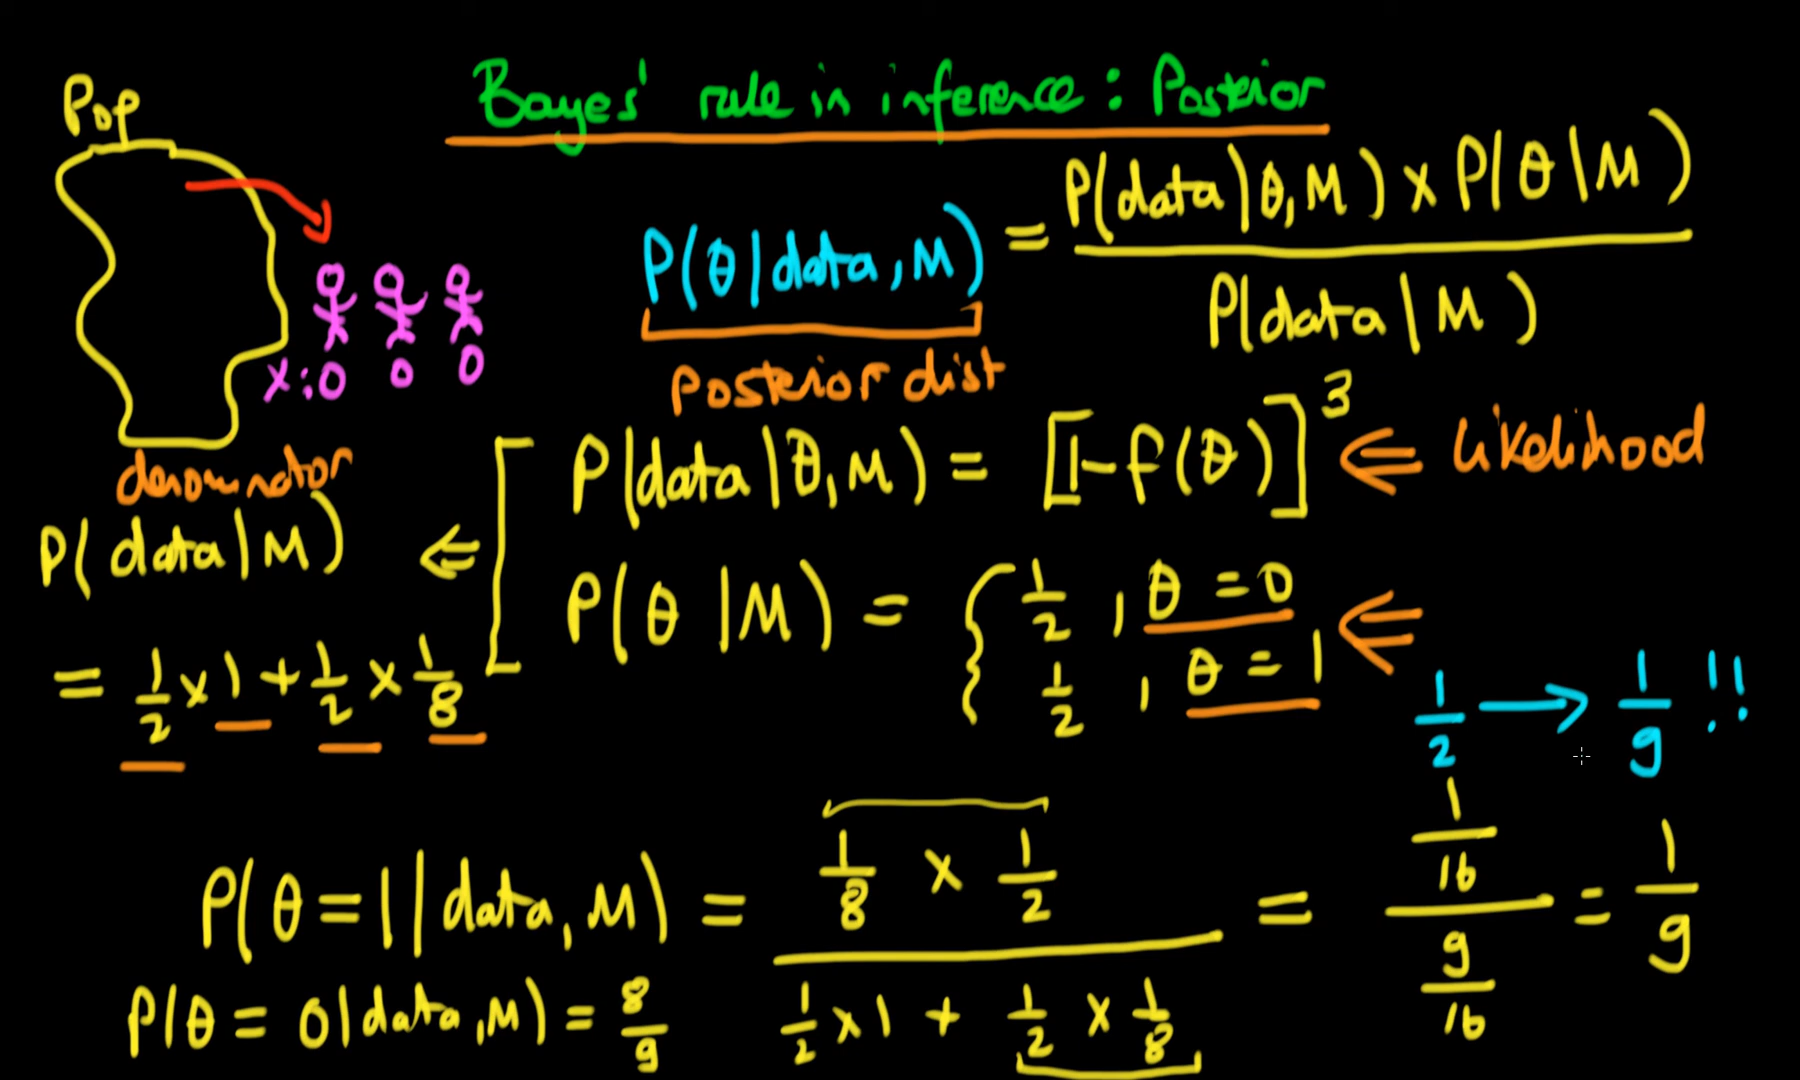 Bayes' rule in inference : Posterior
Pop
P(θ|data, M) = P(data|θ, M) × P(θ|M) / P(data|M)
x : 0 0 0
Posterior dist
denominator
P(data|θ, M) = [1 - f(θ)]³ ⇐ Likelihood
P(data|M) ⇐
P(θ|M) = { 1/2 , θ = 0 ⇐
1/2 , θ = 1
= 1/2 × 1 + 1/2 × 1/8
1/2 → 1/9 !!
P(θ = 1|data, M) = (1/8 × 1/2) / (1/2 × 1 + 1/2 × 1/8) = (1/16) / (9/16) = 1/9
P(θ = 0|data, M) = 8/9